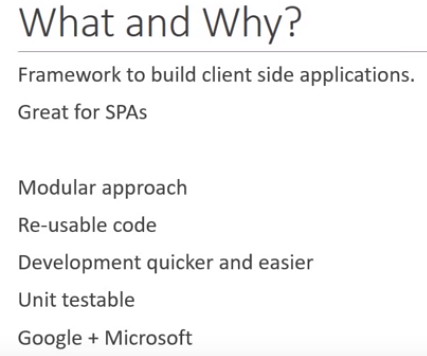 What and Why?
Framework to build client side applications.
Great for SPAs
Modular approach
Re-usable code
Development quicker and easier
Unit testable
Google + Microsoft